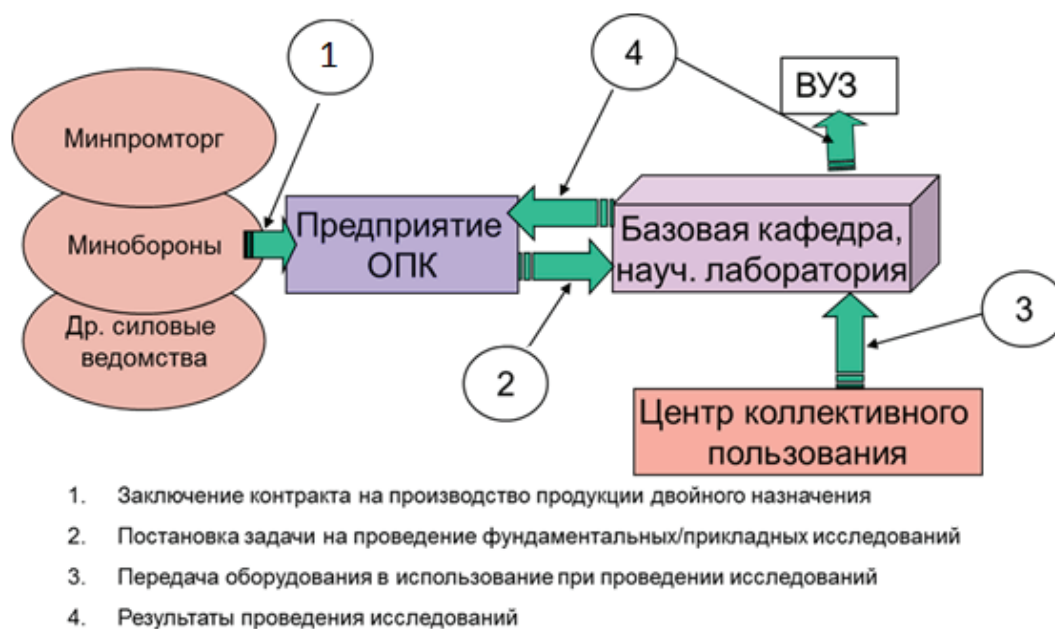 1
4
ВУЗ
Минпромторг
Минобороны
Др. силовые
ведомства
Предприятие
ОПК
Базовая кафедра,
науч. лаборатория
2
3
Центр коллективного
пользования
1. Заключение контракта на производство продукции двойного назначения
2. Постановка задачи на проведение фундаментальных/прикладных исследований
3. Передача оборудования в использование при проведении исследований
4. Результаты проведения исследований